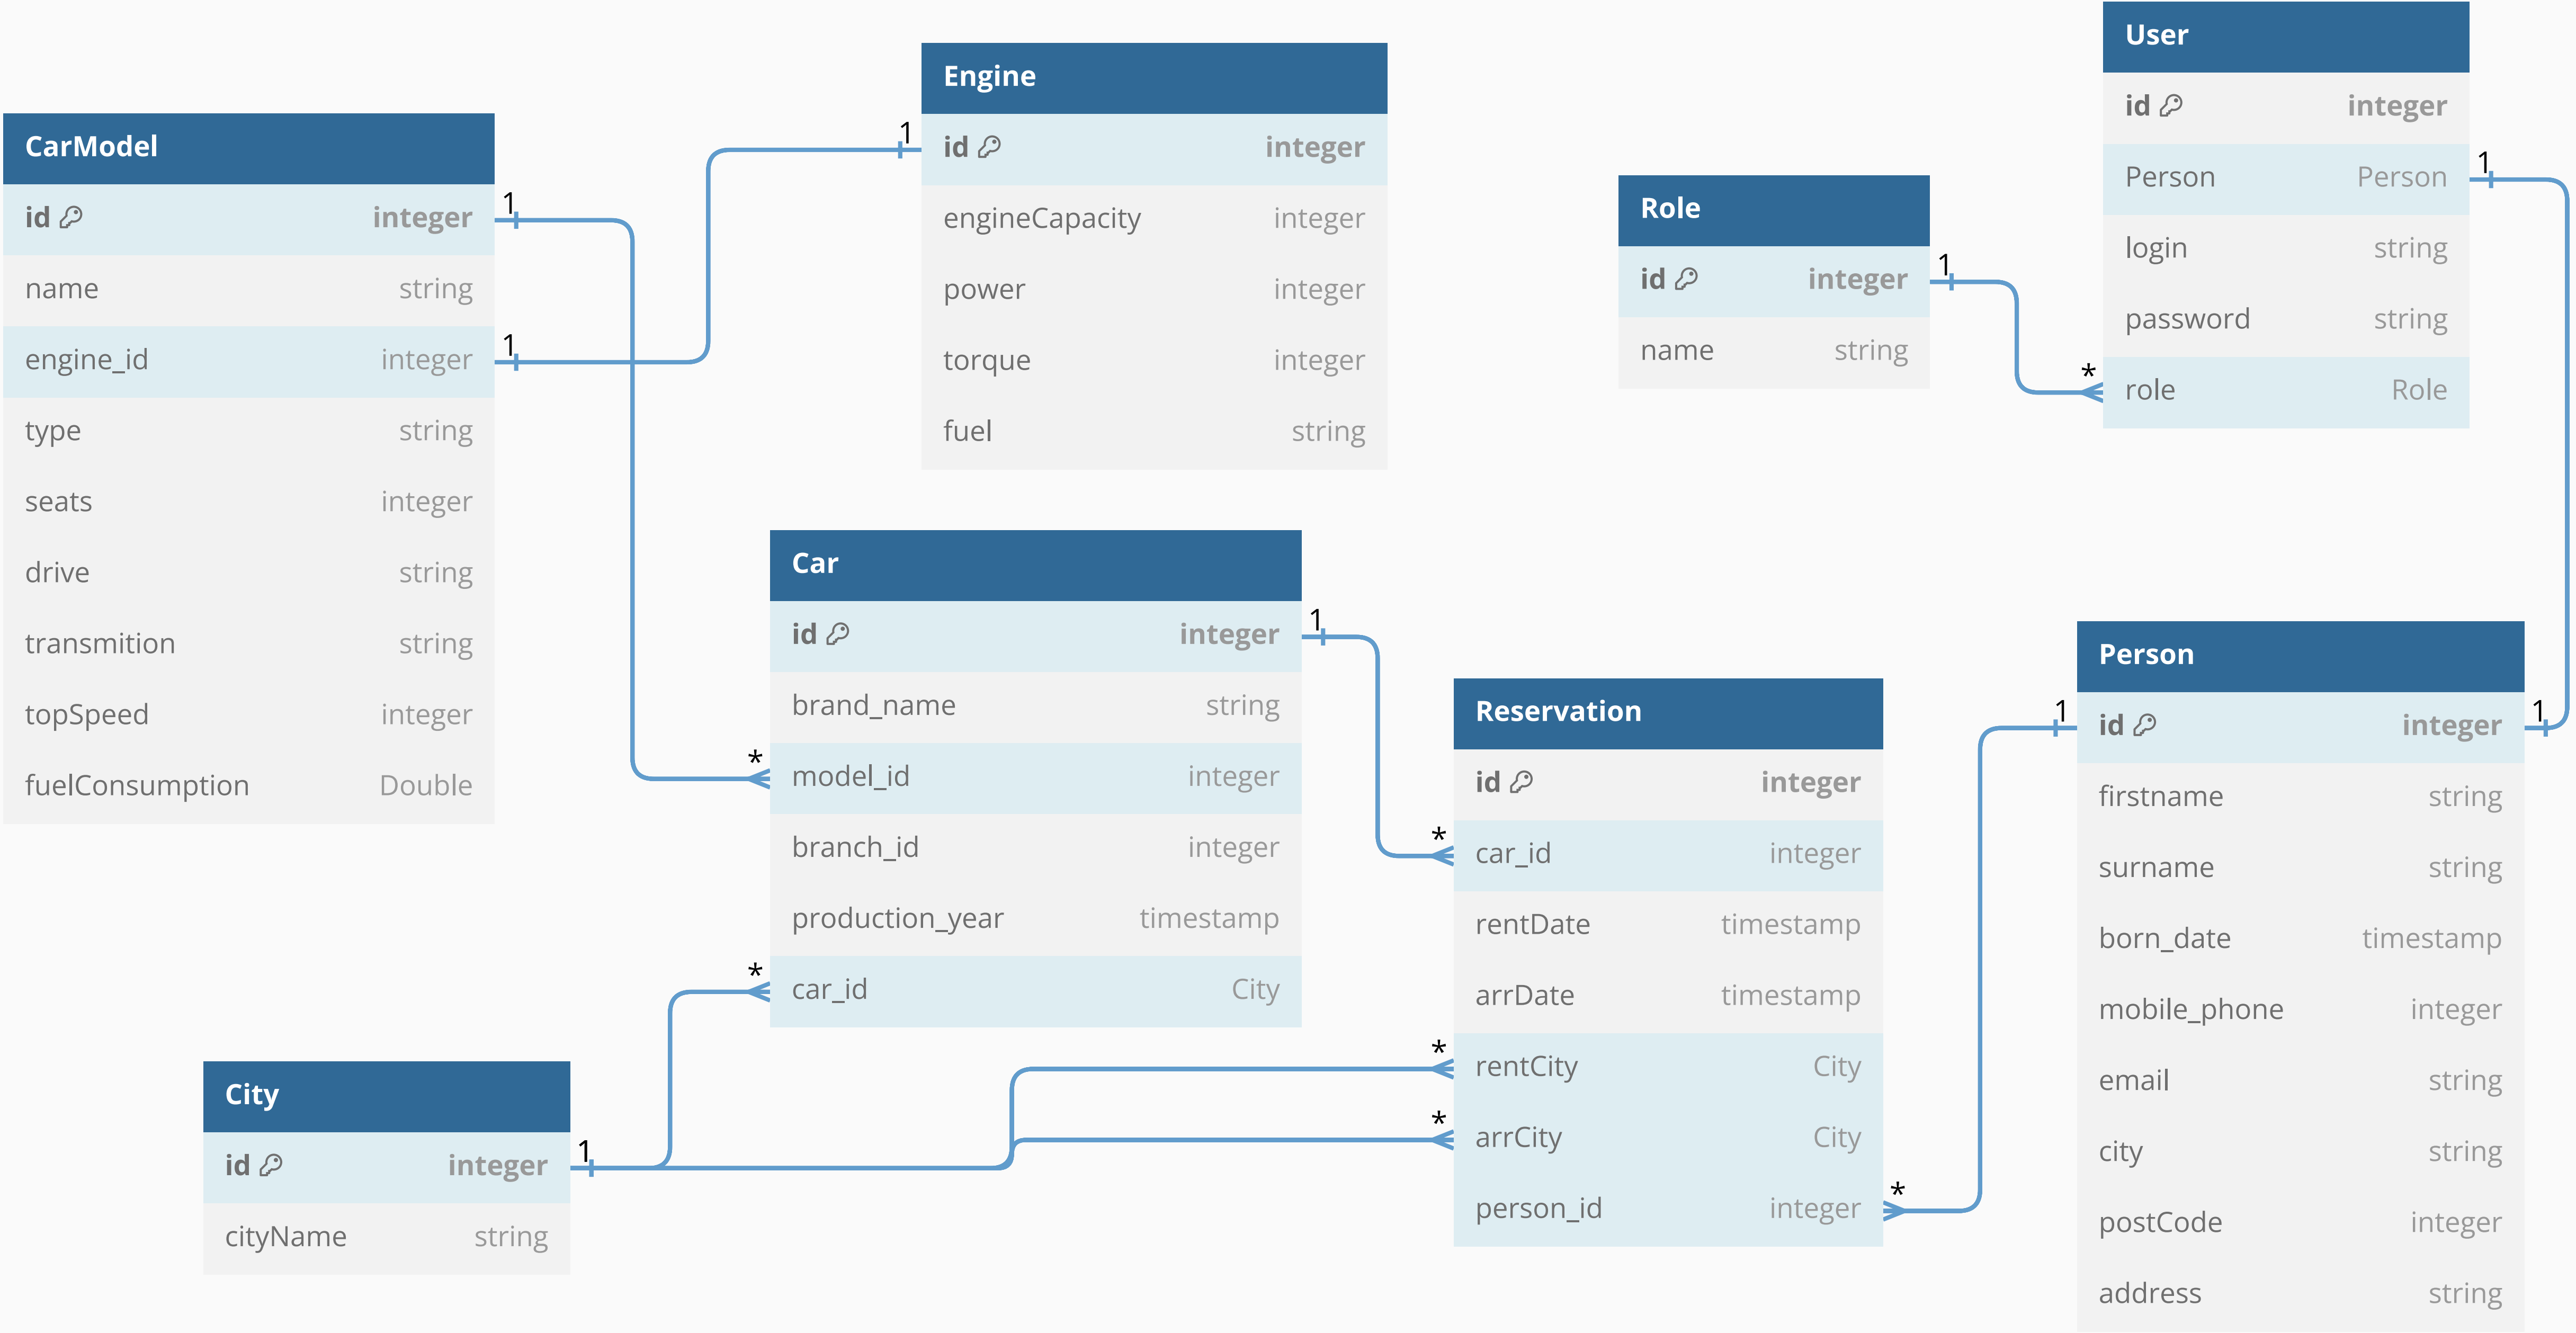 CarModel
id integer
name string
engine_id integer
type string
seats integer
drive string
transmition string
topSpeed integer
fuelConsumption Double
1
1
Engine
id integer
engineCapacity integer
power integer
torque integer
fuel string
1
Role
id integer
name string
1
User
id integer
Person Person
login string
password string
role Role
1
*
Car
id integer
brand_name string
model_id integer
branch_id integer
production_year timestamp
car_id City
1
*
*
Reservation
id integer
car_id integer
rentDate timestamp
arrDate timestamp
rentCity City
arrCity City
person_id integer
*
*
*
*
Person
id integer
firstname string
surname string
born_date timestamp
mobile_phone integer
email string
city string
postCode integer
address string
1
1
City
id integer
cityName string
1